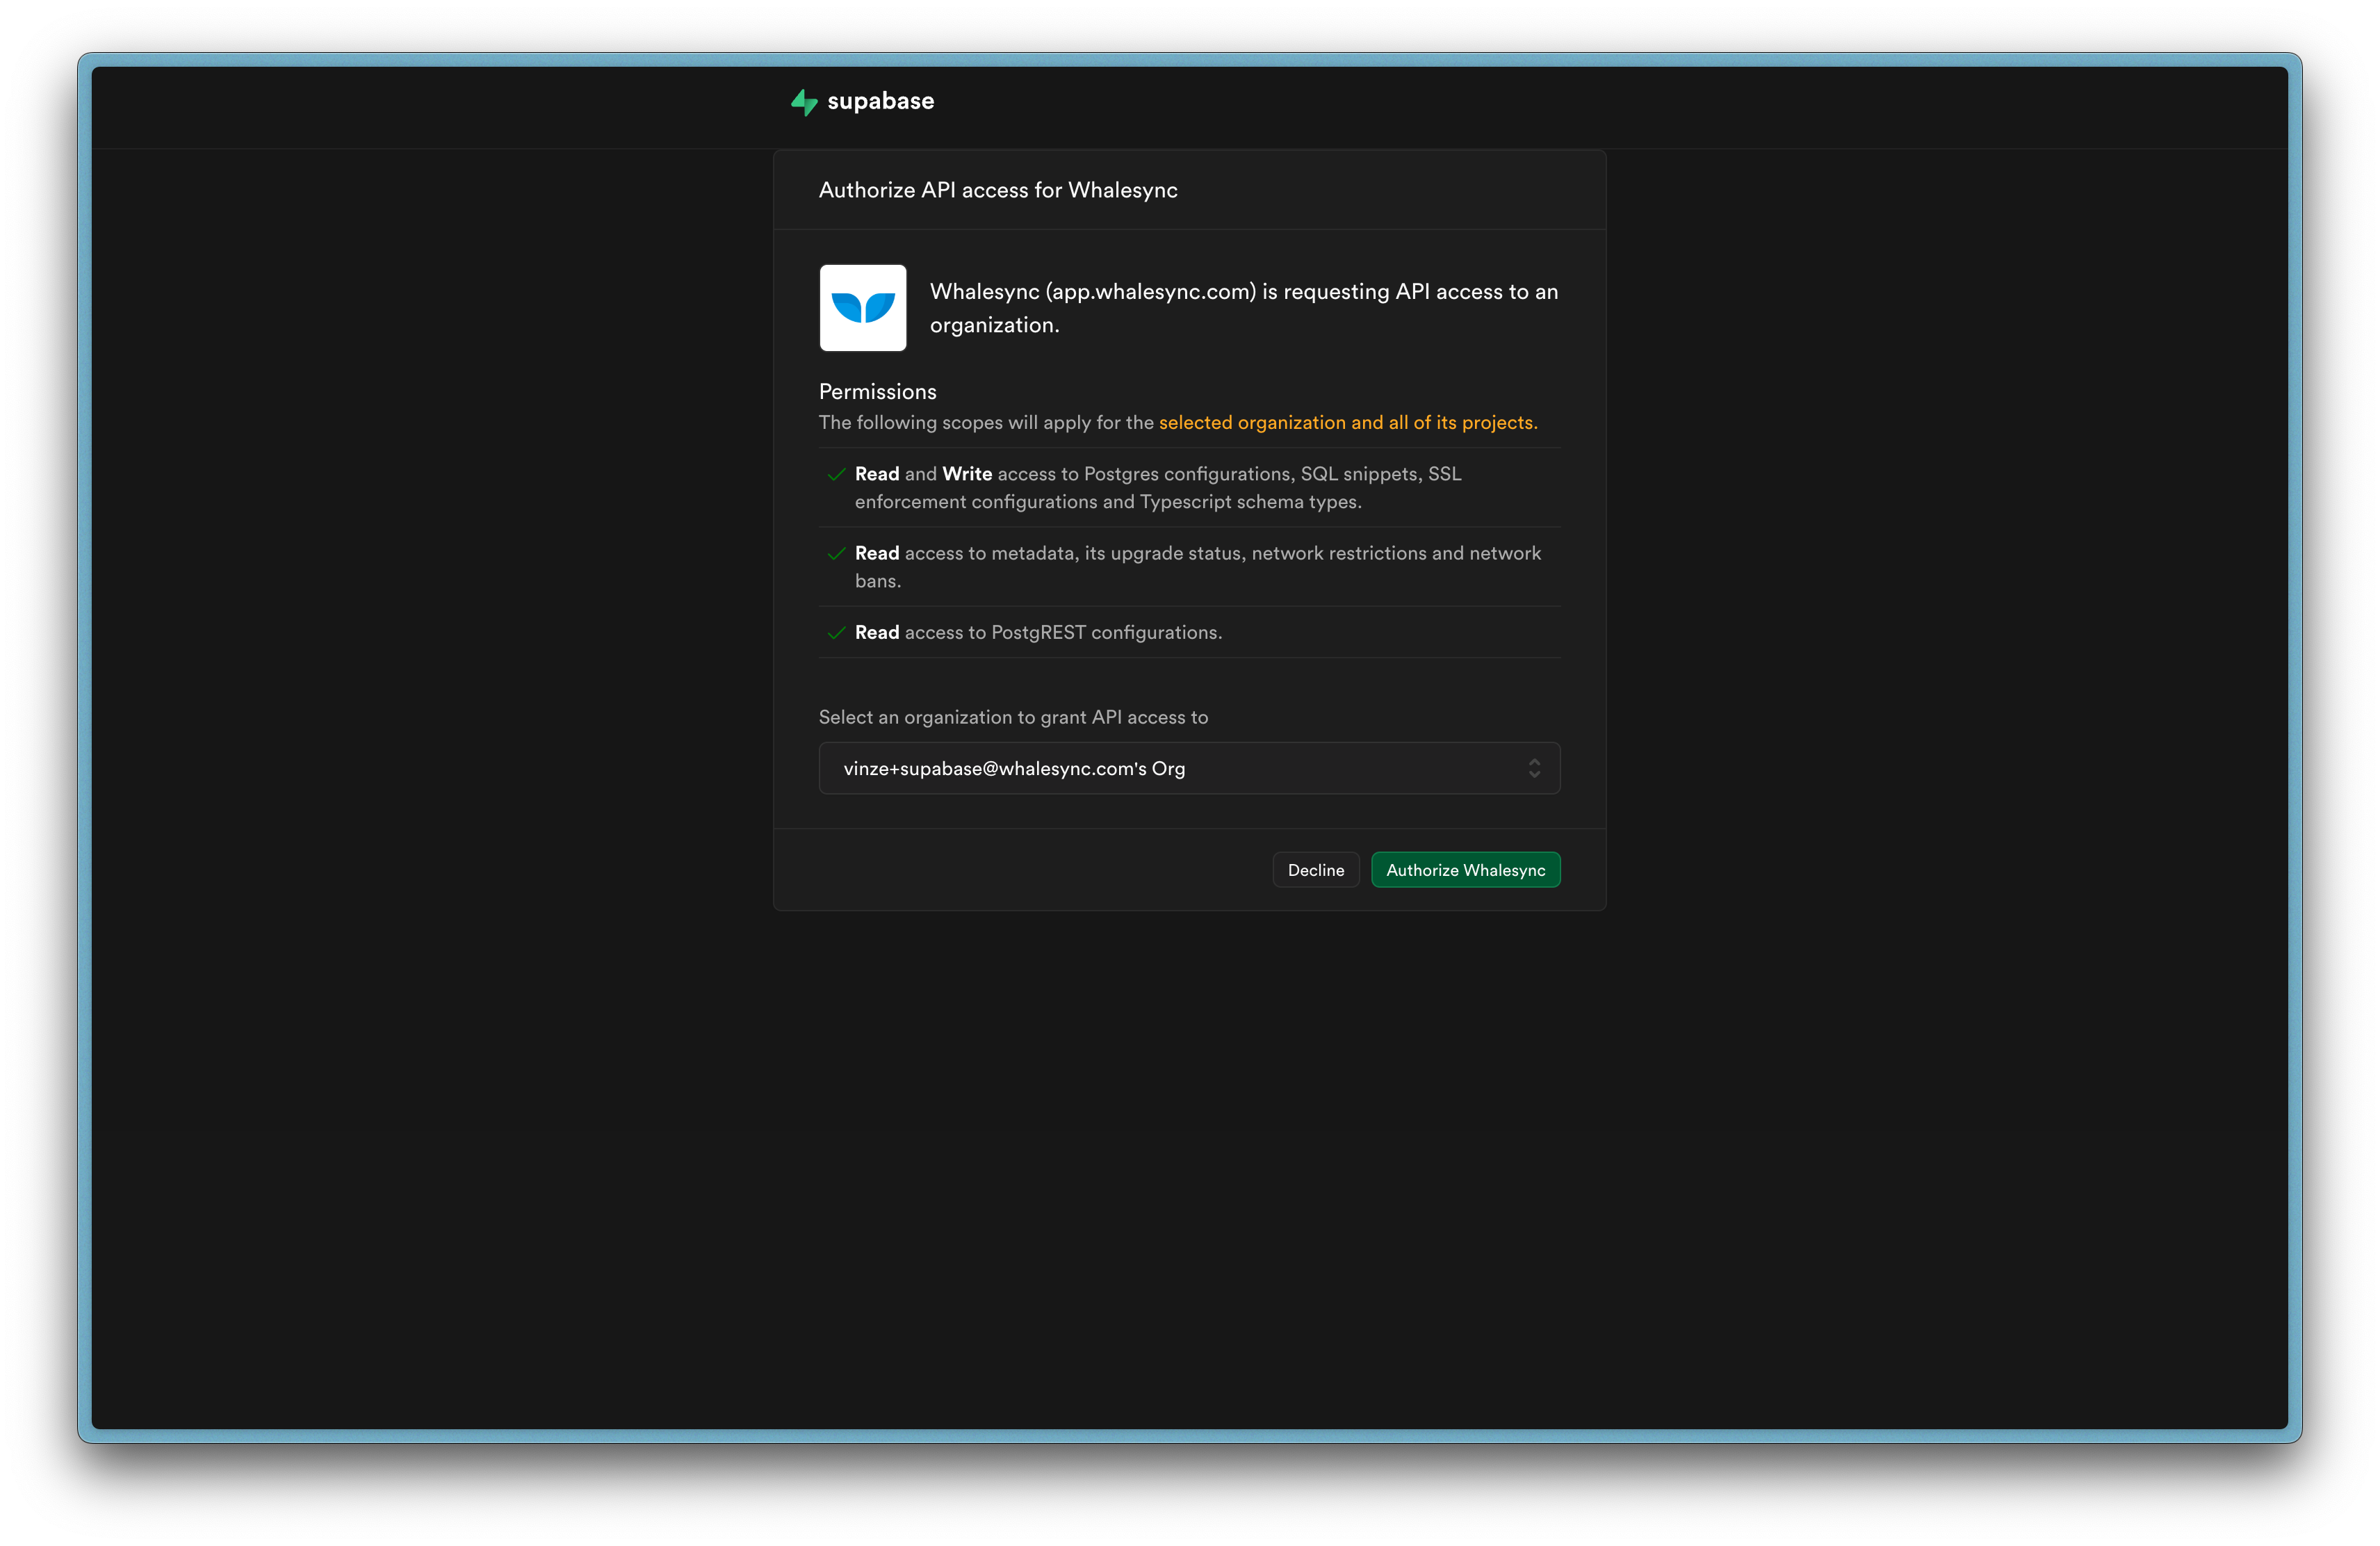 supabase
Authorize API access for Whalesync
Whalesync (app.whalesync.com) is requesting API access to an
organization.
Permissions
The following scopes will apply for the selected organization and all of its projects.
Read and Write access to Postgres configurations, SQL snippets, SSL
enforcement configurations and Typescript schema types.
Read access to metadata, its upgrade status, network restrictions and network
bans.
Read access to PostgREST configurations.
Select an organization to grant API access to
vinze+supabase@whalesync.com's Org
Decline
Authorize Whalesync